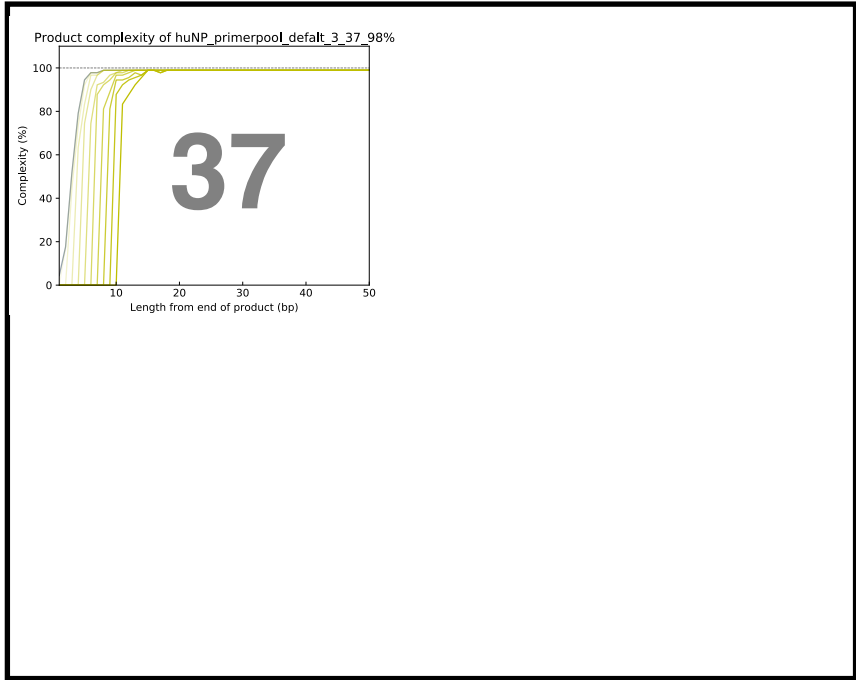 Product complexity of huNP_primerpool_defalt_3_37_98%
100
80
60
40
20
0
Complexity (%)
37
10 20 30 40 50
Length from end of product (bp)